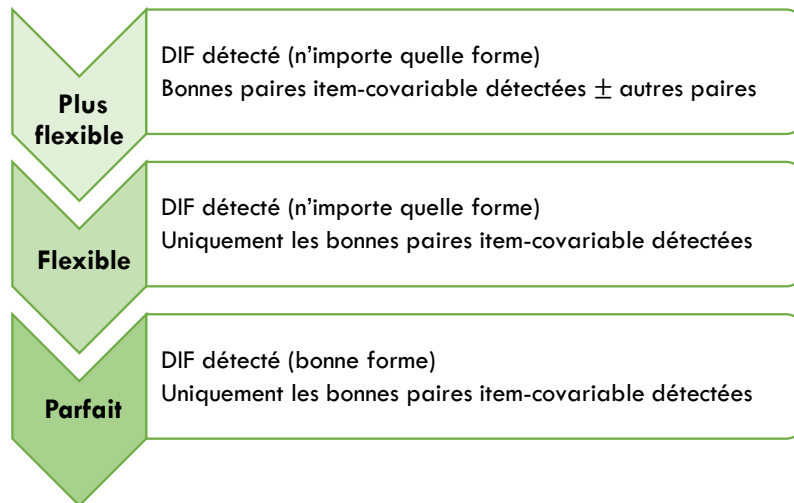 Plus
flexible
DIF détecté (n’importe quelle forme)
Bonnes paires item-covariable détectées ± autres paires
Flexible
DIF détecté (n’importe quelle forme)
Uniquement les bonnes paires item-covariable détectées
Parfait
DIF détecté (bonne forme)
Uniquement les bonnes paires item-covariable détectées